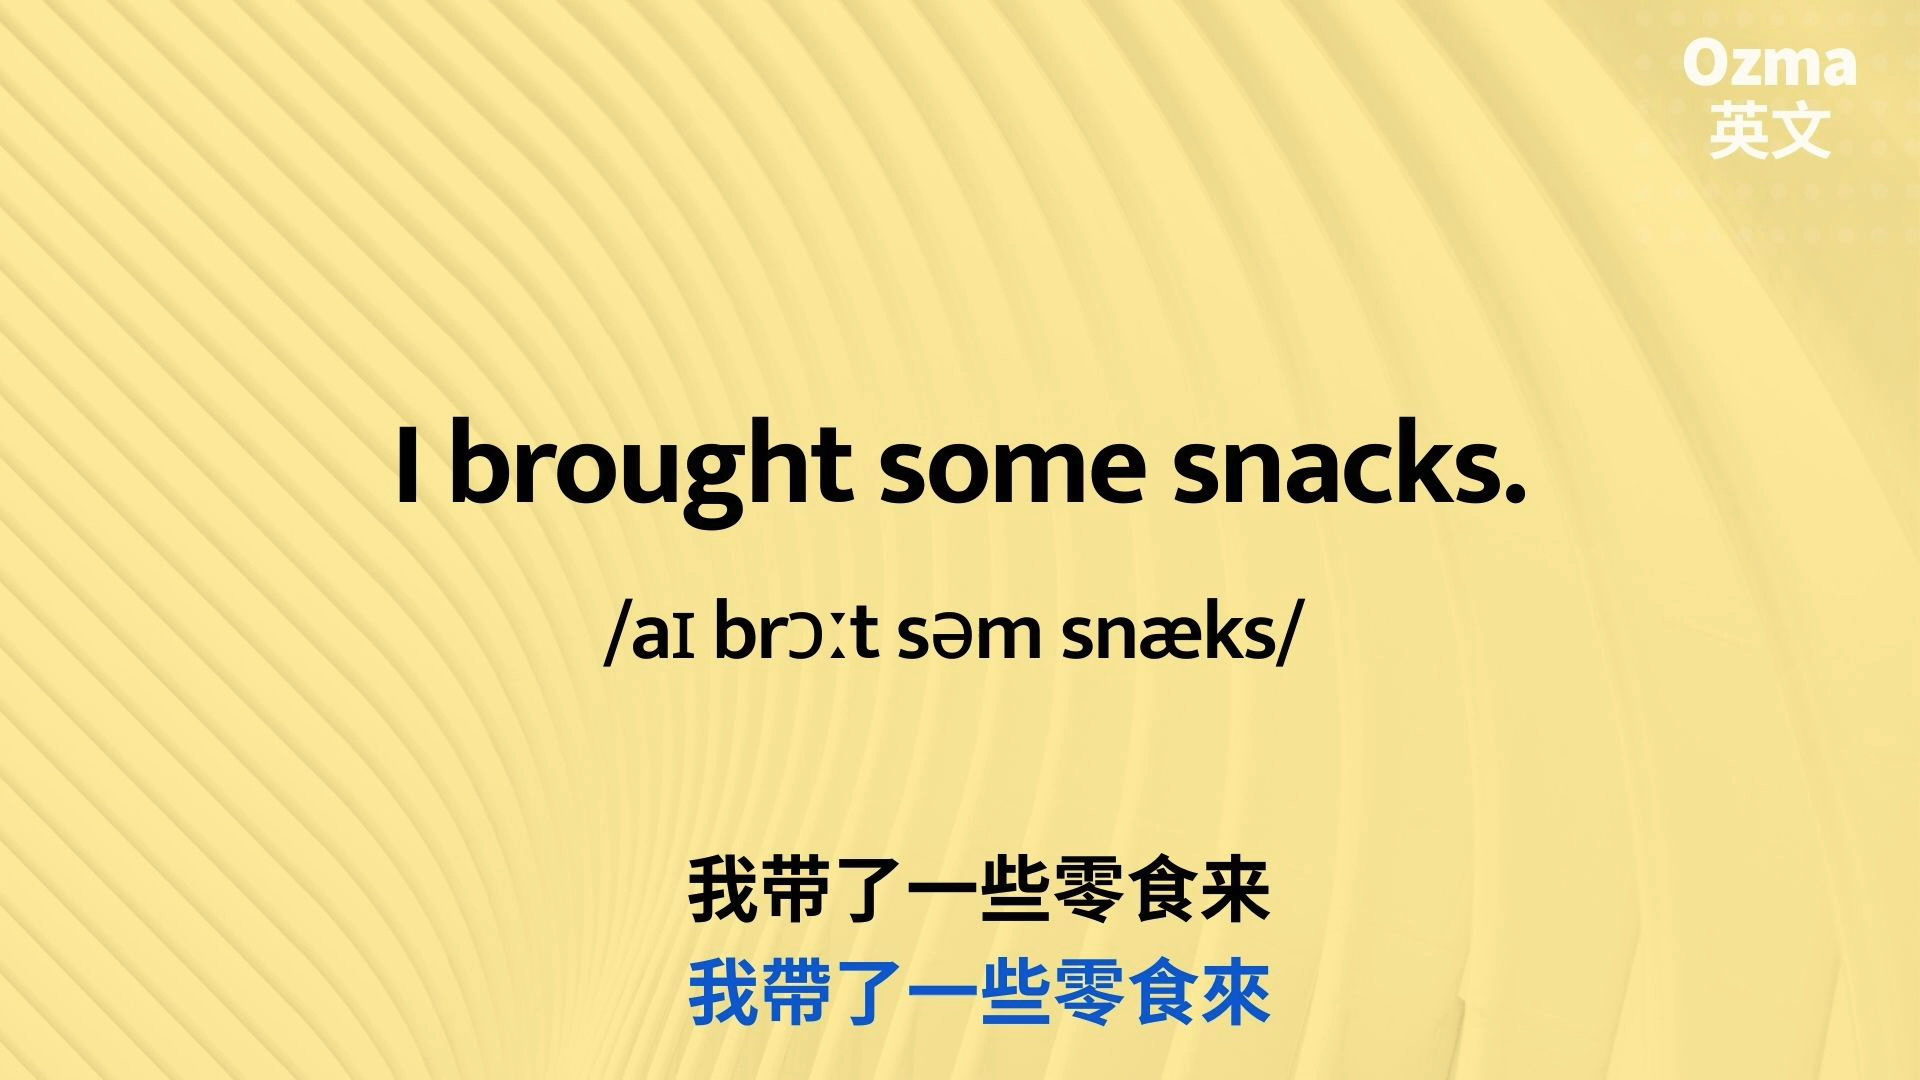 Ozma
英文
I brought some snacks.
/aɪ brɔːt səm snæks/
我带了一些零食来
我帶了一些零食來